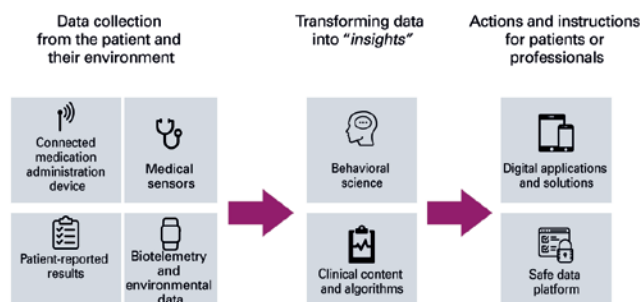 Data collection
from the patient and
their environment
Transforming data
into "insights"
Actions and instructions
for patients or
professionals
Connected
medication
administration
device
Medical
sensors
Patient-reported
results
Biotelemetry
and
environmental
data
Behavioral
science
Clinical content
and algorithms
Digital applications
and solutions
Safe data
platform